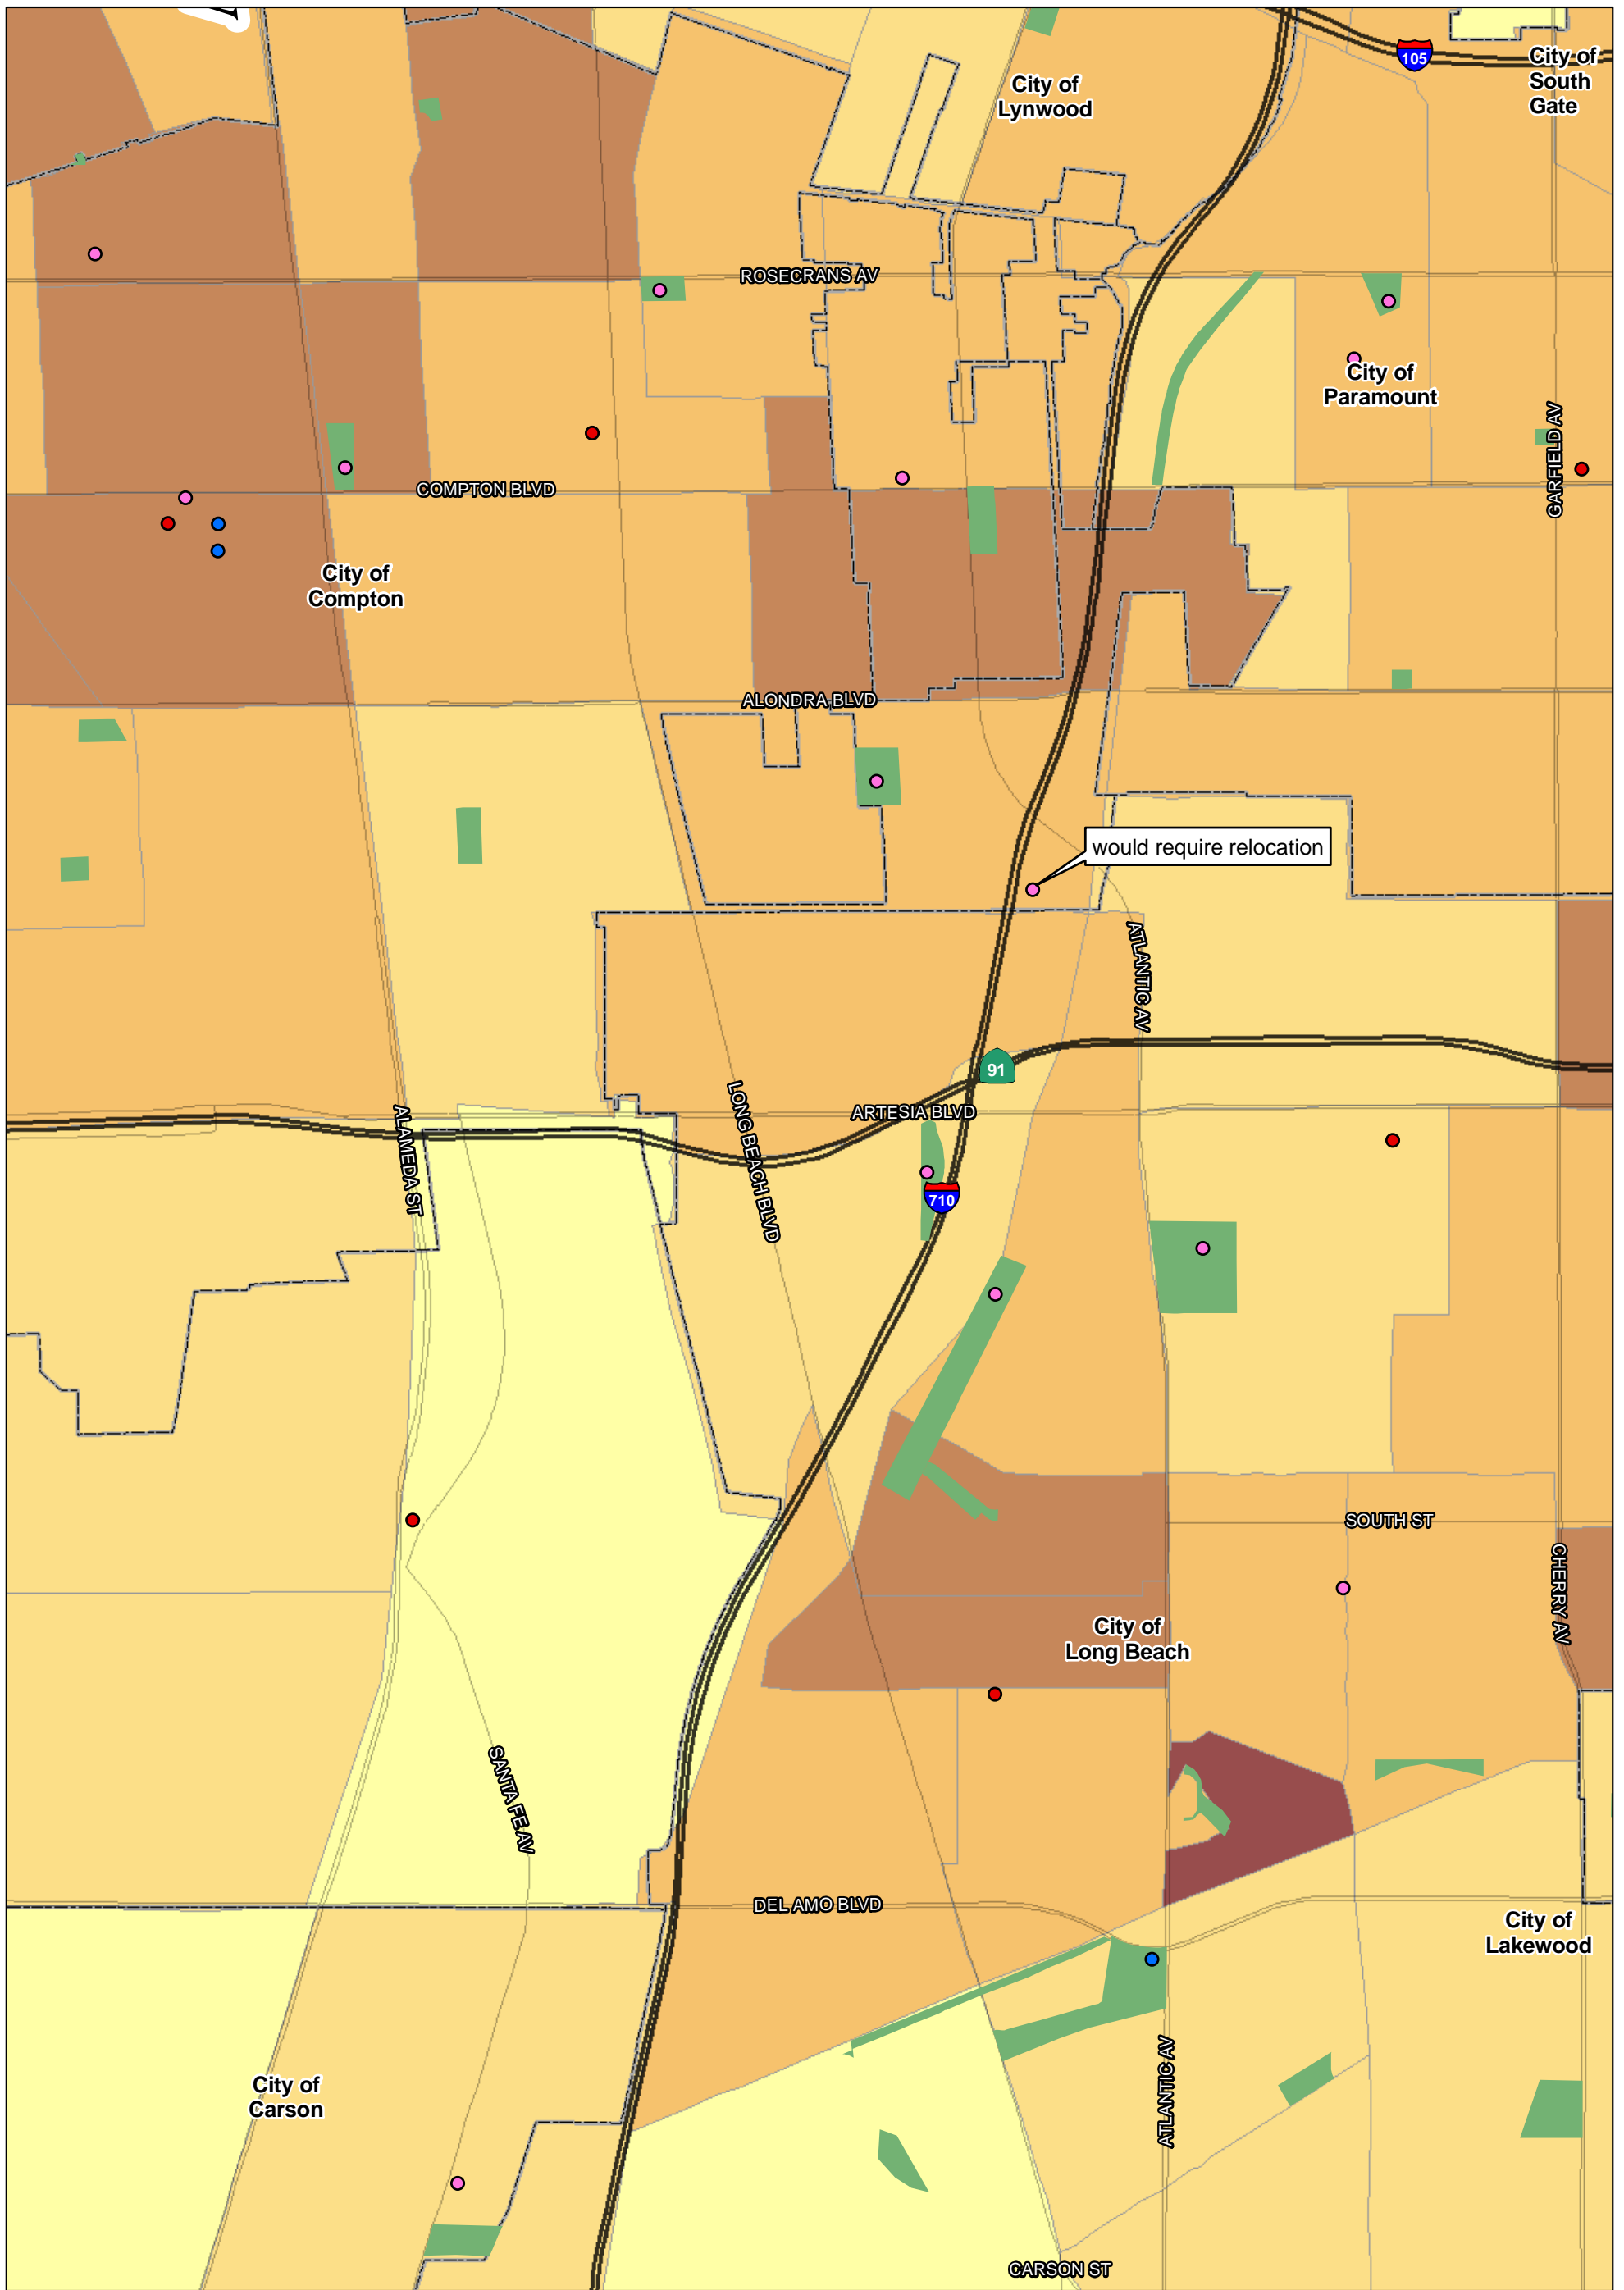 105
City of
South
Gate
City of
Lynwood
ROSECRANS AV
City of
Paramount
GARFIELD AV
COMPTON BLVD
City of
Compton
ALONDRA BLVD
would require relocation
ATLANTIC AV
91
ARTESIA BLVD
ALAMEDA ST
LONG BEACH BLVD
710
SOUTH ST
CHERRY AV
City of
Long Beach
SANTA FE AV
DEL AMO BLVD
City of
Lakewood
ATLANTIC AV
City of
Carson
CARSON ST